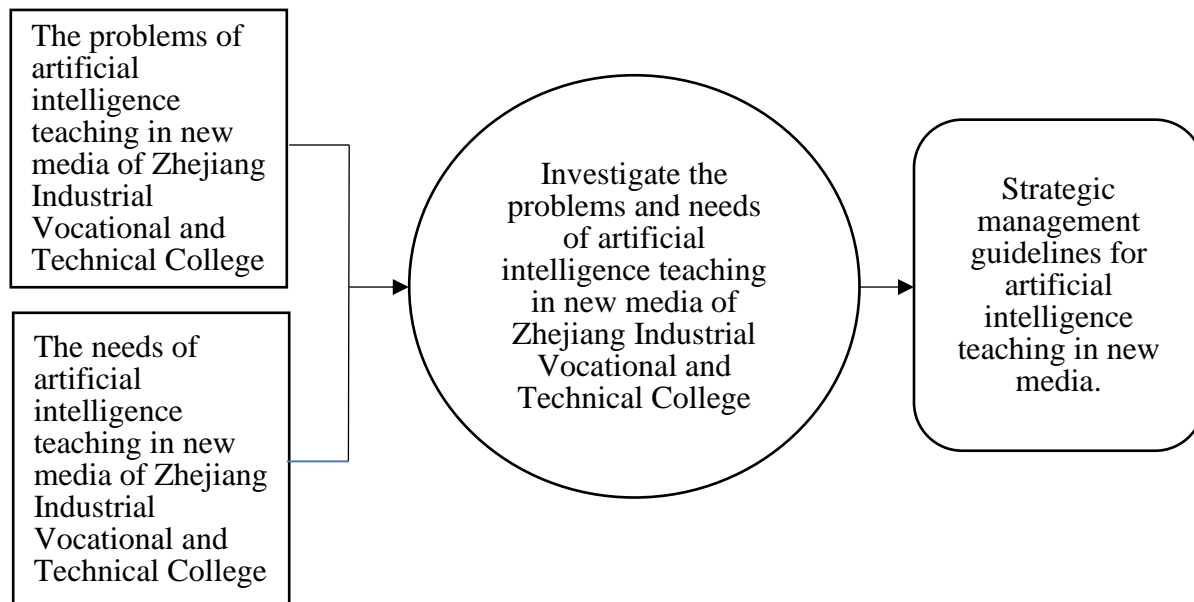 The problems of
artificial
intelligence
teaching in new
media of Zhejiang
Industrial
Vocational and
Technical College
The needs of
artificial
intelligence
teaching in new
media of Zhejiang
Industrial
Vocational and
Technical College
Investigate the
problems and needs
of artificial
intelligence teaching
in new media of
Zhejiang Industrial
Vocational and
Technical College
Strategic
management
guidelines for
artificial
intelligence
teaching in new
media.